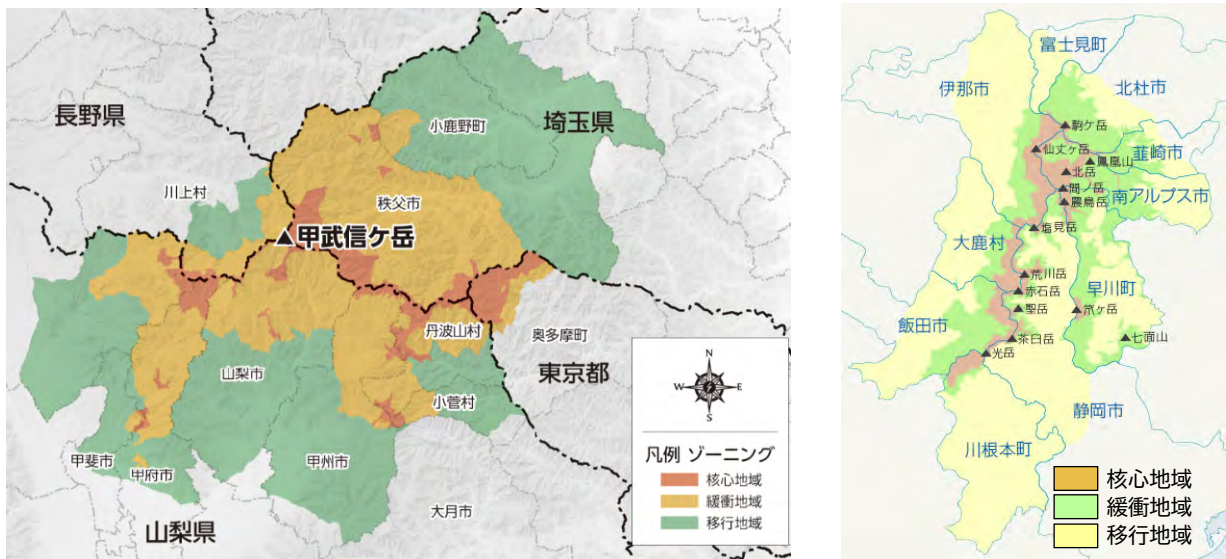 長野県
埼玉県
小鹿野町
川上村
秩父市
▲甲武信ケ岳
丹波山村
奥多摩町
山梨市
東京都
小菅村
甲斐市
甲府市
甲州市
大月市
山梨県
N
W
E
S
凡例 ゾーニング
核心地域
緩衝地域
移行地域
富士見町
伊那市
北杜市
▲駒ケ岳
▲仙丈ヶ岳
韮崎市
▲鳳凰山
▲北岳
▲間ノ岳
南アルプス市
▲農鳥岳
▲塩見岳
大鹿村
▲荒川岳
▲赤石岳
早川町
▲聖岳
▲笊ヶ岳
飯田市
▲茶臼岳
▲七面山
▲光岳
静岡市
川根本町
核心地域
緩衝地域
移行地域